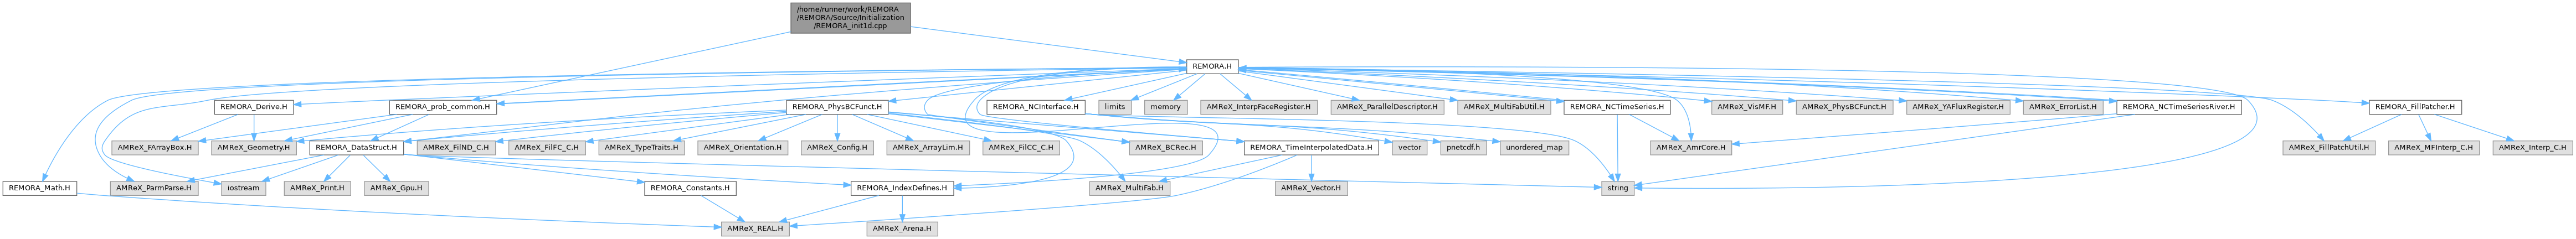 /home/runner/work/REMORA
/REMORA/Source/Initialization
/REMORA_init1d.cpp
REMORA.H
REMORA_Derive.H
REMORA_prob_common.H
REMORA_PhysBCFunct.H
REMORA_NCInterface.H
limits
memory
AMReX_InterpFaceRegister.H
AMReX_ParallelDescriptor.H
AMReX_MultiFabUtil.H
REMORA_NCTimeSeries.H
AMReX_VisMF.H
AMReX_PhysBCFunct.H
AMReX_YAFluxRegister.H
AMReX_ErrorList.H
REMORA_NCTimeSeriesRiver.H
REMORA_FillPatcher.H
AMReX_FArrayBox.H
AMReX_Geometry.H
REMORA_DataStruct.H
AMReX_FilND_C.H
AMReX_FilFC_C.H
AMReX_TypeTraits.H
AMReX_Orientation.H
AMReX_Config.H
AMReX_ArrayLim.H
AMReX_FilCC_C.H
AMReX_BCRec.H
REMORA_TimeInterpolatedData.H
vector
pnetcdf.h
unordered_map
AMReX_AmrCore.H
AMReX_FillPatchUtil.H
AMReX_MFInterp_C.H
AMReX_Interp_C.H
REMORA_Math.H
AMReX_ParmParse.H
iostream
AMReX_Print.H
AMReX_Gpu.H
REMORA_Constants.H
REMORA_IndexDefines.H
AMReX_MultiFab.H
AMReX_Vector.H
string
AMReX_REAL.H
AMReX_Arena.H